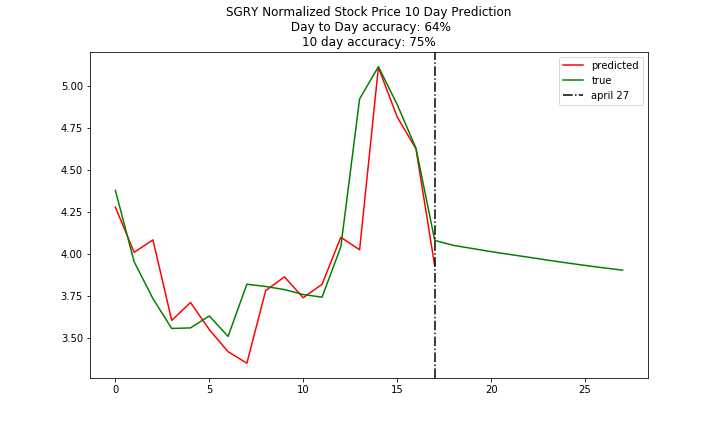 SGRY Normalized Stock Price 10 Day Prediction
Day to Day accuracy: 64%
10 day accuracy: 75%
predicted
true
april 27
5.00
4.75
4.50
4.25
4.00
3.75
3.50
0 5 10 15 20 25